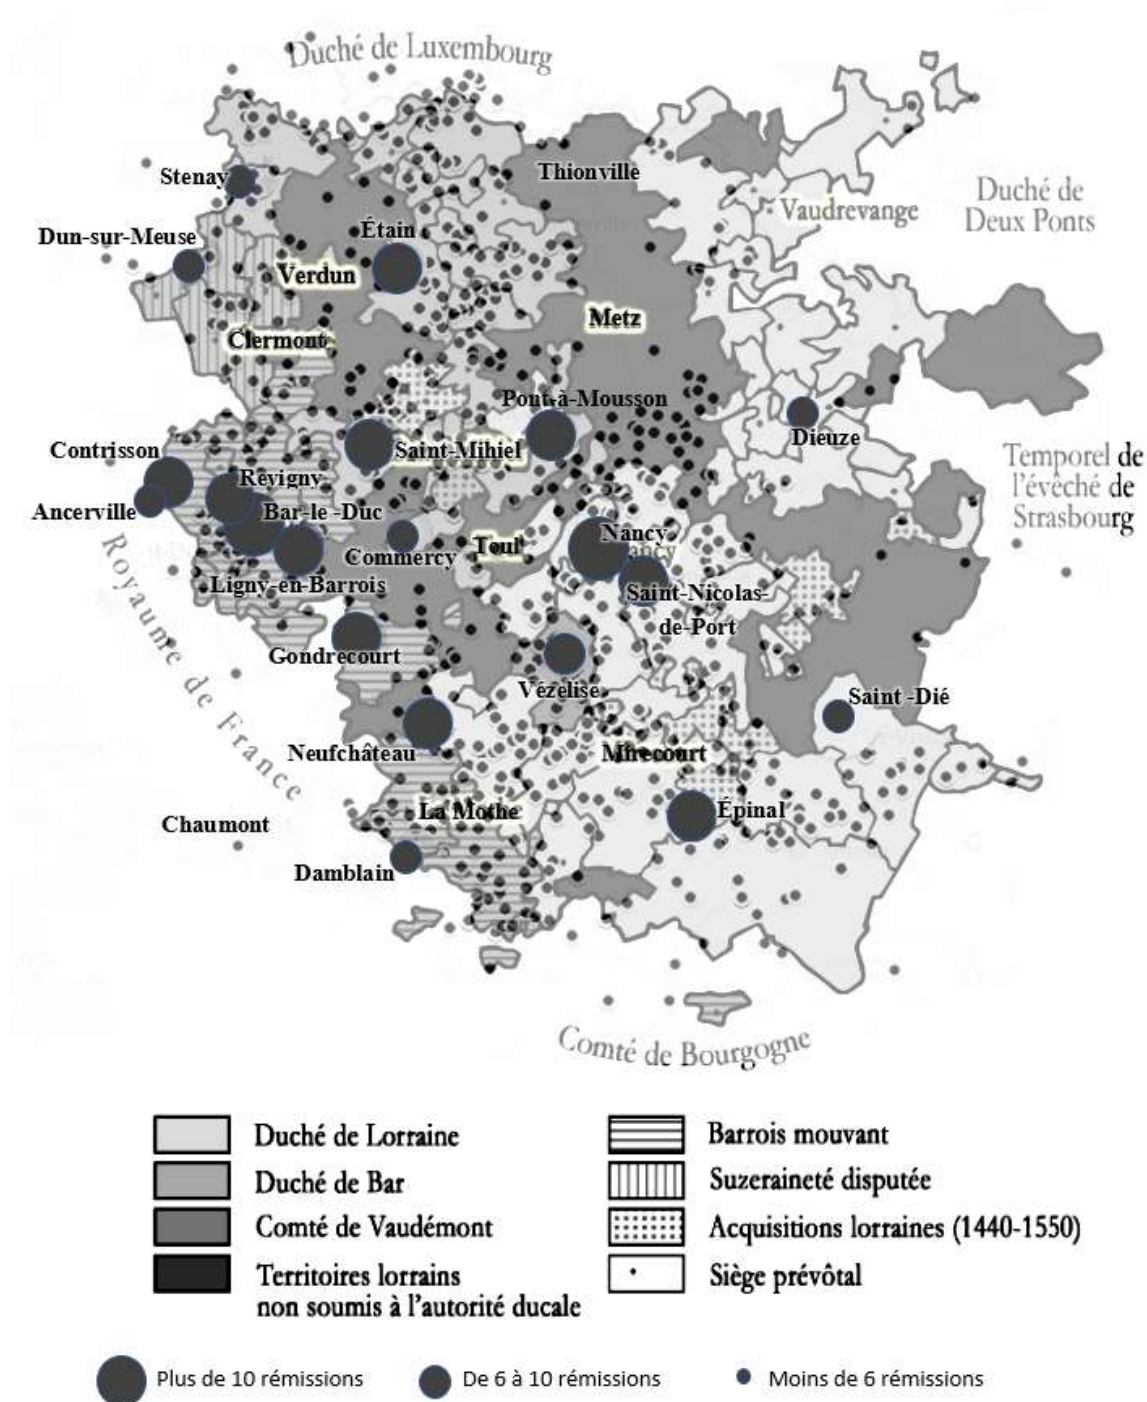 Duché de Luxembourg
Stenay
Thionville
Vaudrevange
Duché de
Deux Ponts
Dun-sur-Meuse
Étain
Verdun
Clermont
Metz
Pont-à-Mousson
Dieuze
Contrisson
Saint-Mihiel
Temporel de
l'évêché de
Strasbourg
Revigny
Ancerville
Bar-le -Duc
Commercy
Toul
Nancy
ancy
Ligny-en-Barrois
Saint-Nicolas-
de-Port
Royaume de France
Gondrecourt
Vézelise
Saint -Dié
Neufchâteau
Mirecourt
La Mothe
Épinal
Chaumont
Damblain
Comté de Bourgogne
Duché de Lorraine
Duché de Bar
Comté de Vaudémont
Territoires lorrains
non soumis à l'autorité ducale
Barrois mouvant
Suzeraineté disputée
Acquisitions lorraines (1440-1550)
Siège prévôtal
Plus de 10 rémissions
De 6 à 10 rémissions
Moins de 6 rémissions